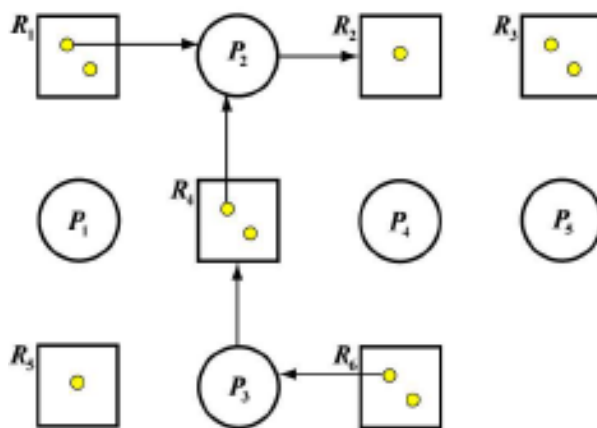 R₁ P₂ R₂ R₃
P₁ R₄ P₄ P₅
R₅ P₃ R₆